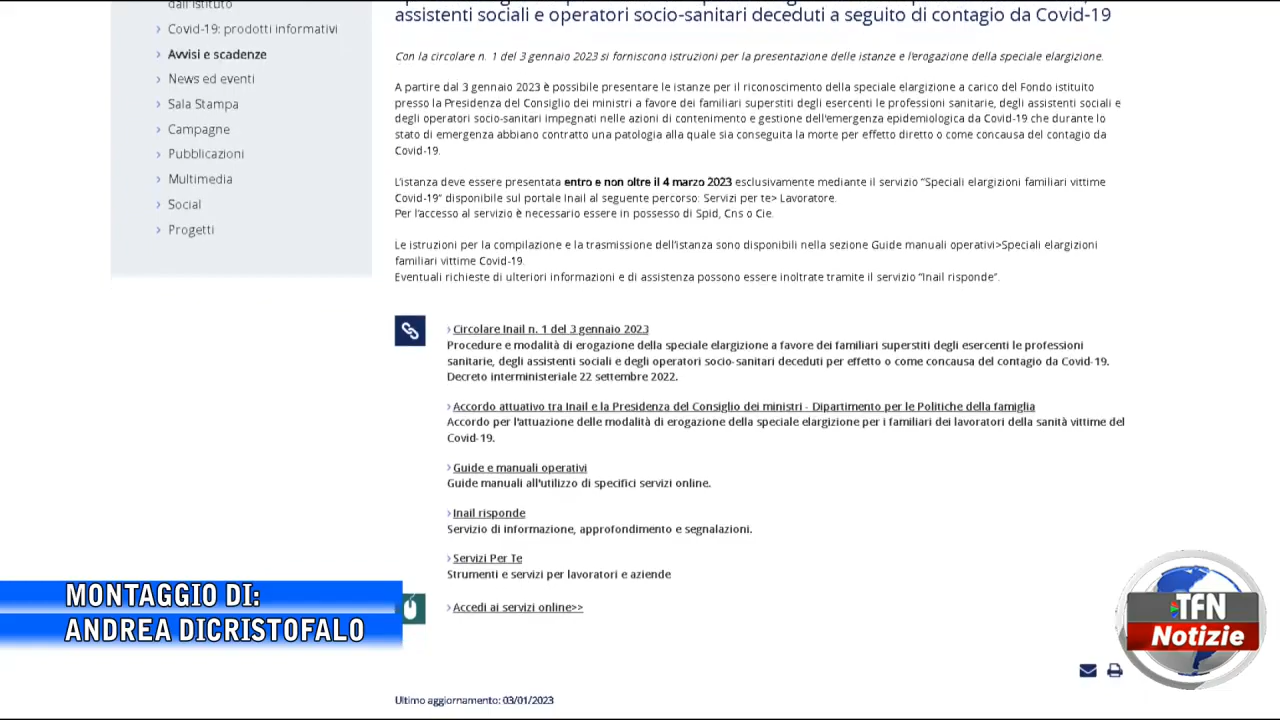 dall'Istituto
Covid-19: prodotti informativi
Avvisi e scadenze
News ed eventi
Sala Stampa
Campagne
Pubblicazioni
Multimedia
Social
Progetti
assistenti sociali e operatori socio-sanitari deceduti a seguito di contagio da Covid-19
Con la circolare n. 1 del 3 gennaio 2023 si forniscono istruzioni per la presentazione delle istanze e l'erogazione della speciale elargizione.
A partire dal 3 gennaio 2023 è possibile presentare le istanze per il riconoscimento della speciale elargizione a carico del Fondo istituito
presso la Presidenza del Consiglio dei ministri a favore dei familiari superstiti degli esercenti le professioni sanitarie, degli assistenti sociali e
degli operatori socio-sanitari impegnati nelle azioni di contenimento e gestione dell'emergenza epidemiologica da Covid-19 che durante lo
stato di emergenza abbiano contratto una patologia alla quale sia conseguita la morte per effetto diretto o come concausa del contagio da
Covid-19.
L'istanza deve essere presentata entro e non oltre il 4 marzo 2023 esclusivamente mediante il servizio "Speciali elargizioni familiari vittime
Covid-19" disponibile sul portale Inail al seguente percorso: Servizi per te> Lavoratore.
Per l'accesso al servizio è necessario essere in possesso di Spid, Cns o Cie.
Le istruzioni per la compilazione e la trasmissione dell'istanza sono disponibili nella sezione Guide manuali operativi>Speciali elargizioni
familiari vittime Covid-19.
Eventuali richieste di ulteriori informazioni e di assistenza possono essere inoltrate tramite il servizio "Inail risponde".
Circolare Inail n. 1 del 3 gennaio 2023
Procedure e modalità di erogazione della speciale elargizione a favore dei familiari superstiti degli esercenti le professioni
sanitarie, degli assistenti sociali e degli operatori socio-sanitari deceduti per effetto o come concausa del contagio da Covid-19.
Decreto interministeriale 22 settembre 2022.
Accordo attuativo tra Inail e la Presidenza del Consiglio dei ministri - Dipartimento per le Politiche della famiglia
Accordo per l'attuazione delle modalità di erogazione della speciale elargizione per i familiari dei lavoratori della sanità vittime del
Covid-19.
Guide e manuali operativi
Guide manuali all'utilizzo di specifici servizi online.
Inail risponde
Servizio di informazione, approfondimento e segnalazioni.
Servizi Per Te
Strumenti e servizi per lavoratori e aziende
Accedi ai servizi online>>
Ultimo aggiornamento: 03/01/2023
MONTAGGIO DI:
ANDREA DICRISTOFALO
TFN
Notizie